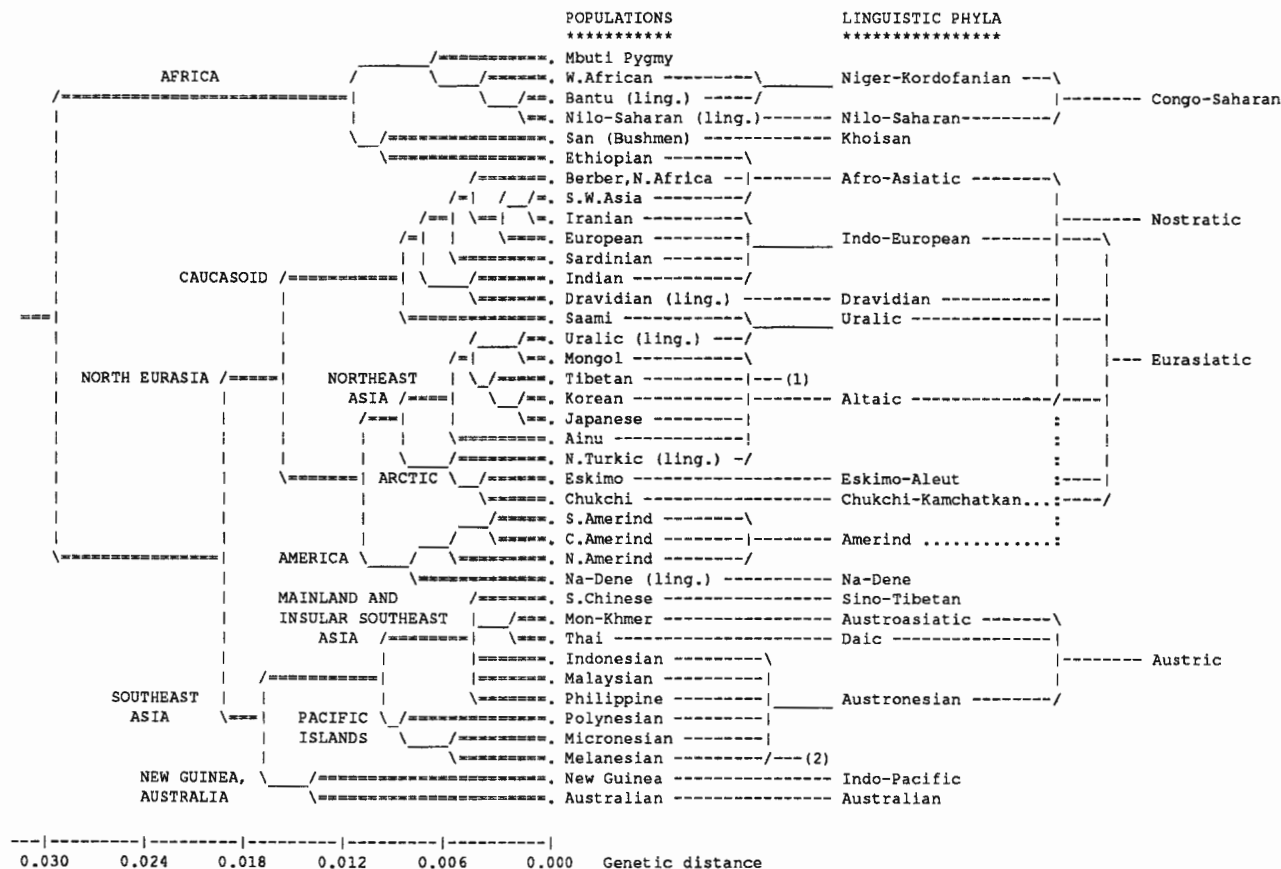 POPULATIONS LINGUISTIC PHYLA
*********** ****************
Mbuti Pygmy
AFRICA W.African Niger-Kordofanian
Bantu (ling.) Congo-Saharan
Nilo-Saharan (ling.) Nilo-Saharan
San (Bushmen) Khoisan
Ethiopian
Berber,N.Africa Afro-Asiatic
S.W.Asia
Iranian Nostratic
European Indo-European
Sardinian
CAUCASOID Indian
Dravidian (ling.) Dravidian
Saami Uralic
Uralic (ling.)
Mongol Eurasiatic
NORTH EURASIA NORTHEAST Tibetan (1)
ASIA Korean Altaic
Japanese
Ainu
N.Turkic (ling.)
ARCTIC Eskimo Eskimo-Aleut
Chukchi Chukchi-Kamchatkan...
S.Amerind
C.Amerind Amerind .............
AMERICA N.Amerind
Na-Dene (ling.) Na-Dene
MAINLAND AND S.Chinese Sino-Tibetan
INSULAR SOUTHEAST Mon-Khmer Austroasiatic
ASIA Thai Daic
Indonesian Austric
Malaysian
SOUTHEAST Philippine Austronesian
ASIA PACIFIC Polynesian
ISLANDS Micronesian
Melanesian (2)
NEW GUINEA, New Guinea Indo-Pacific
AUSTRALIA Australian Australian
0.030 0.024 0.018 0.012 0.006 0.000 Genetic distance